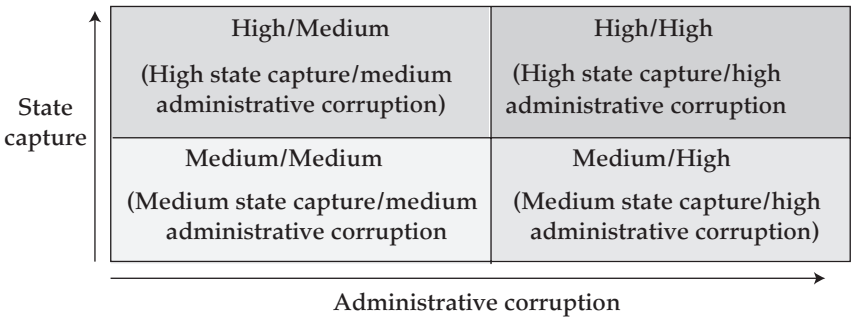 High/Medium
(High state capture/medium
administrative corruption)
High/High
(High state capture/high
administrative corruption
State
capture
Medium/Medium
(Medium state capture/medium
administrative corruption
Medium/High
(Medium state capture/high
administrative corruption)
Administrative corruption